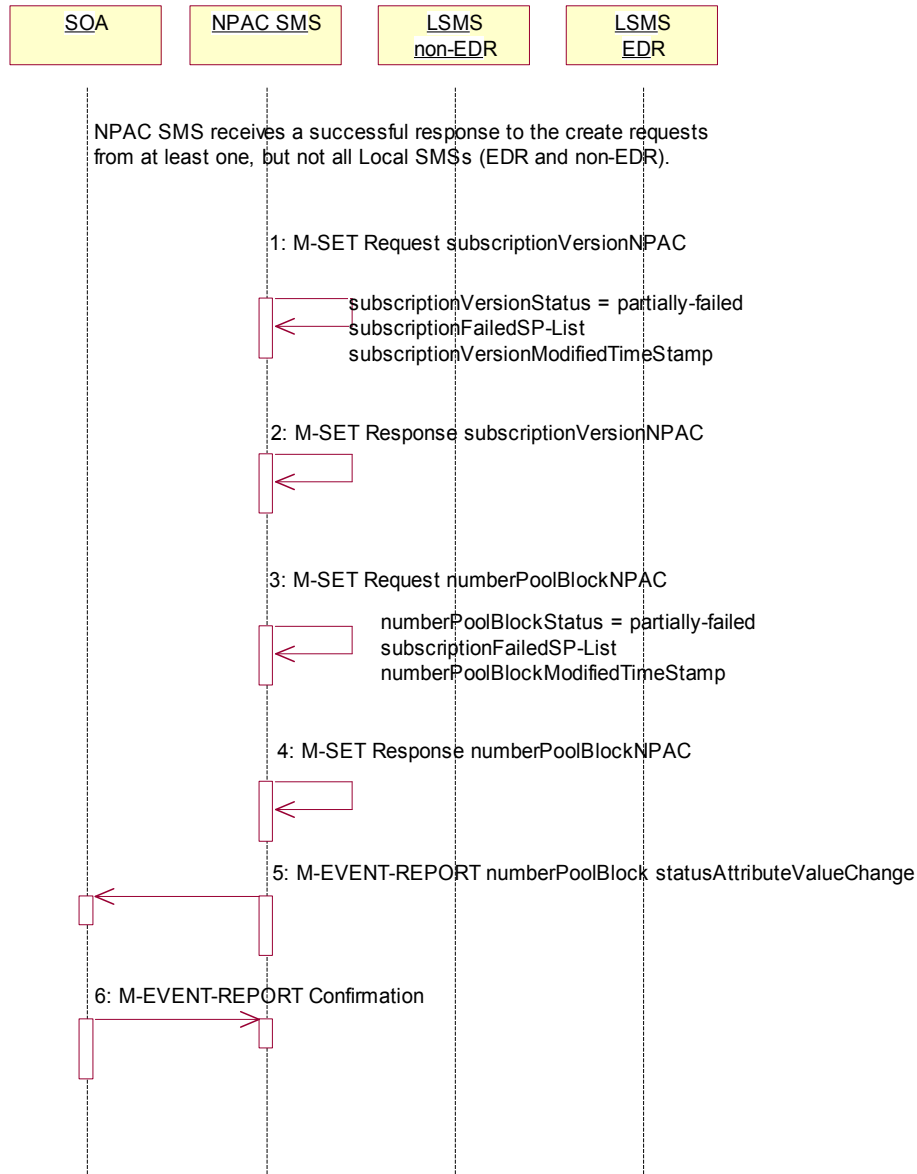 SOA
NPAC SMS
LSMS
non-EDR
LSMS
EDR
NPAC SMS receives a successful response to the create requests
from at least one, but not all Local SMSs (EDR and non-EDR).
1: M-SET Request subscriptionVersionNPAC
subscriptionVersionStatus = partially-failed
subscriptionFailedSP-List
subscriptionVersionModifiedTimeStamp
2: M-SET Response subscriptionVersionNPAC
3: M-SET Request numberPoolBlockNPAC
numberPoolBlockStatus = partially-failed
subscriptionFailedSP-List
numberPoolBlockModifiedTimeStamp
4: M-SET Response numberPoolBlockNPAC
5: M-EVENT-REPORT numberPoolBlock statusAttributeValueChange
6: M-EVENT-REPORT Confirmation